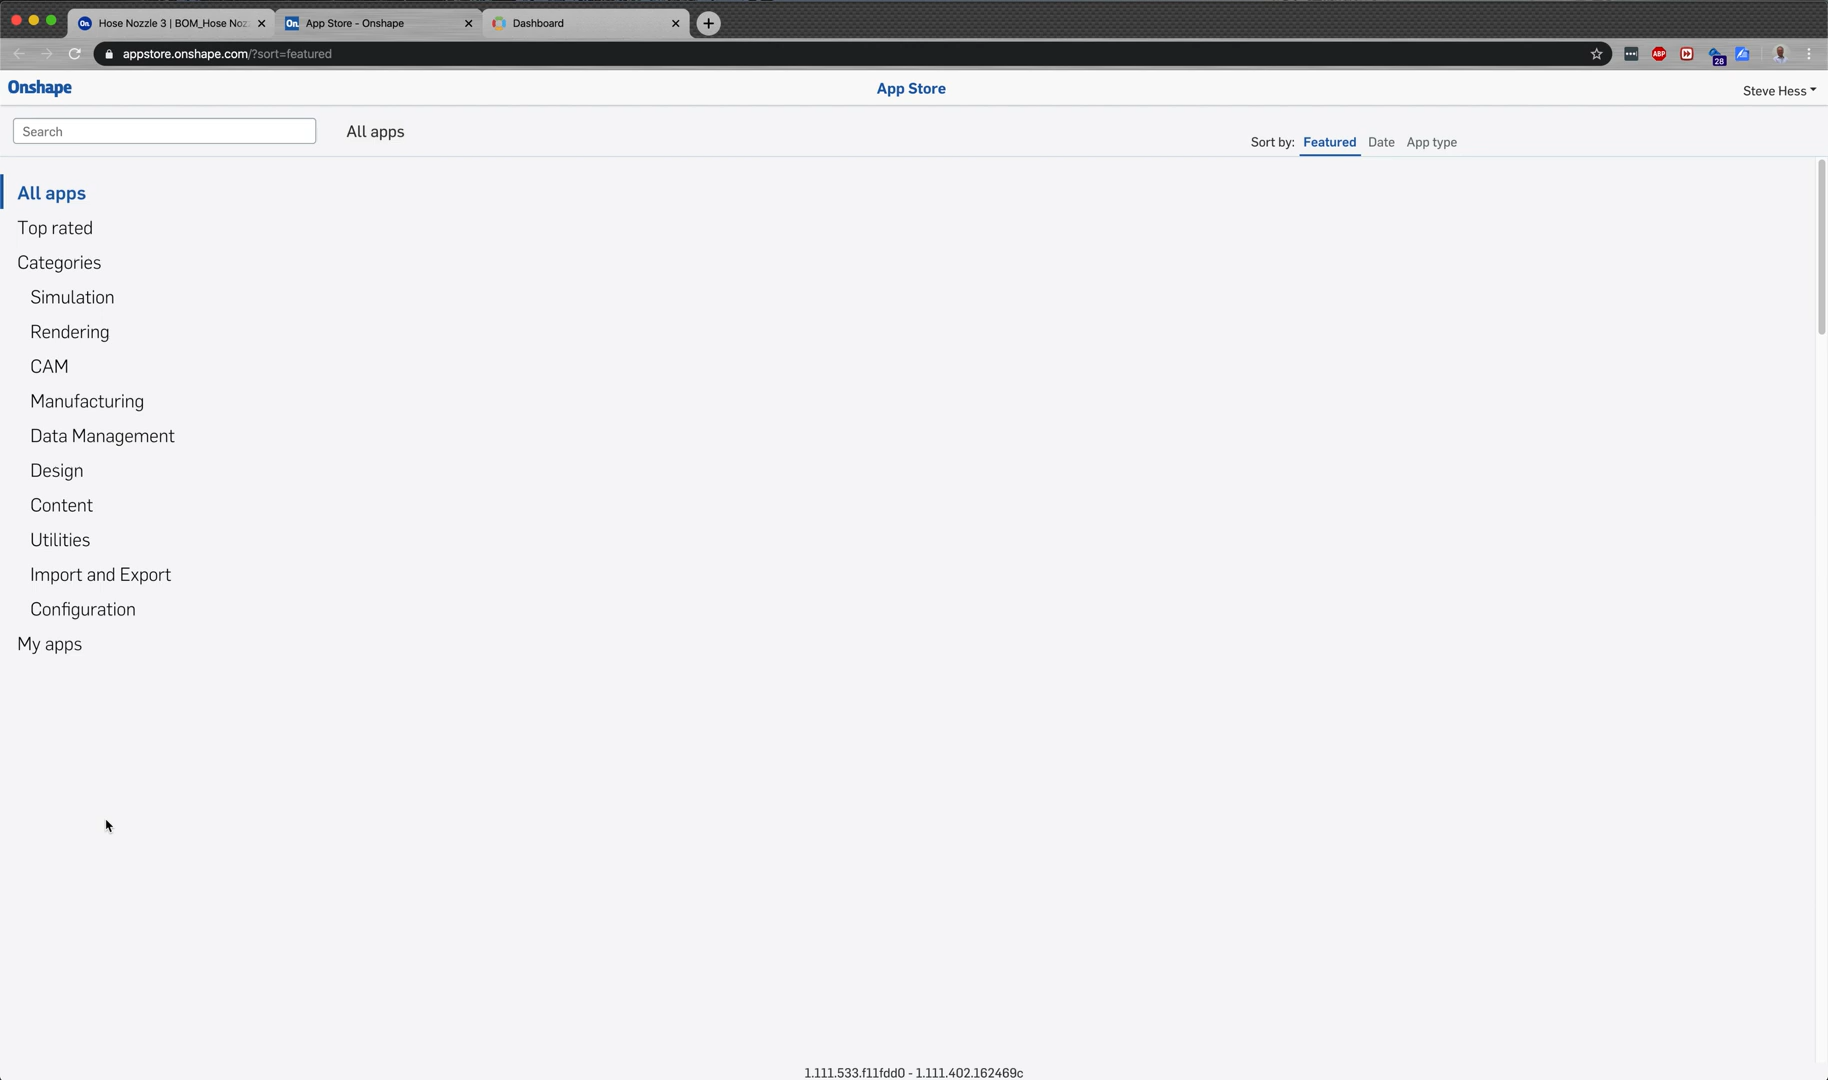 Hose Nozzle 3 | BOM_Hose Noz
App Store - Onshape
Dashboard
appstore.onshape.com/?sort=featured
ABP
28
Onshape
App Store
Steve Hess
Search
All apps
Sort by: Featured Date App type
All apps
Top rated
Categories
Simulation
Rendering
CAM
Manufacturing
Data Management
Design
Content
Utilities
Import and Export
Configuration
My apps
1.111.533.f11fdd0 - 1.111.402.162469c